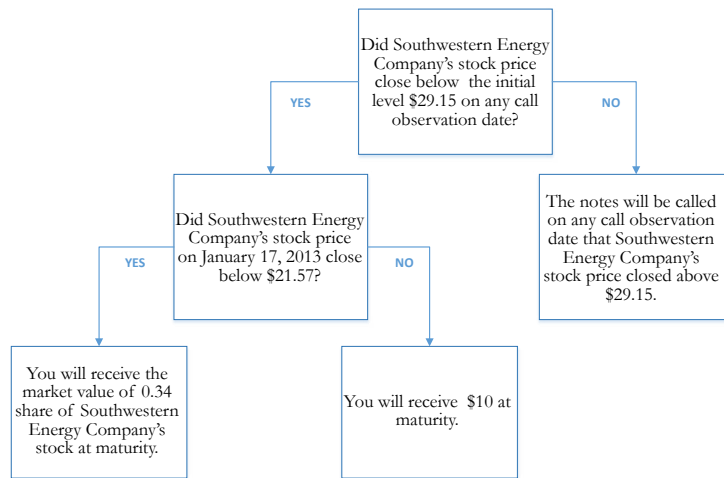 Did Southwestern Energy
Company's stock price
close below the initial
level $29.15 on any call
observation date?
YES
NO
Did Southwestern Energy
Company's stock price
on January 17, 2013 close
below $21.57?
The notes will be called
on any call observation
date that Southwestern
Energy Company's
stock price closed above
$29.15.
YES
NO
You will receive the
market value of 0.34
share of Southwestern
Energy Company's
stock at maturity.
You will receive $10 at
maturity.